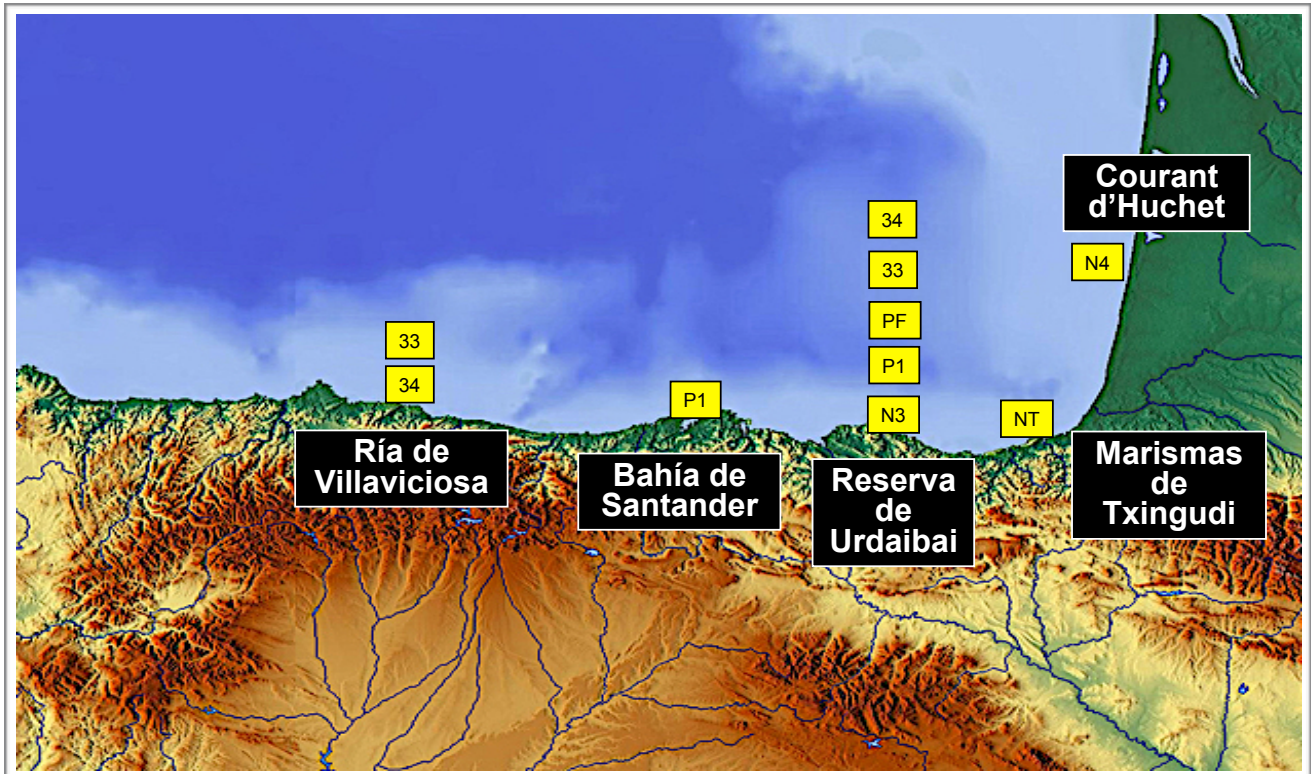 34
Courant
d’Huchet
N4
33
PF
33
P1
34
P1
N3
NT
Ría de
Villaviciosa
Bahía de
Santander
Reserva
de
Urdaibai
Marismas
de
Txingudi